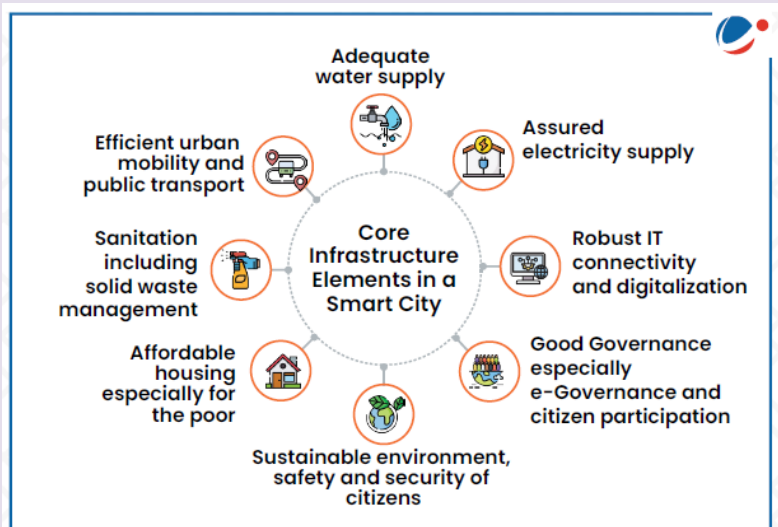 Adequate
water supply
Assured
electricity supply
Robust IT
connectivity
and digitalization
Good Governance
especially
e-Governance and
citizen participation
Sustainable environment,
safety and security of
citizens
Affordable
housing
especially for
the poor
Sanitation
including
solid waste
management
Efficient urban
mobility and
public transport
Core
Infrastructure
Elements in a
Smart City